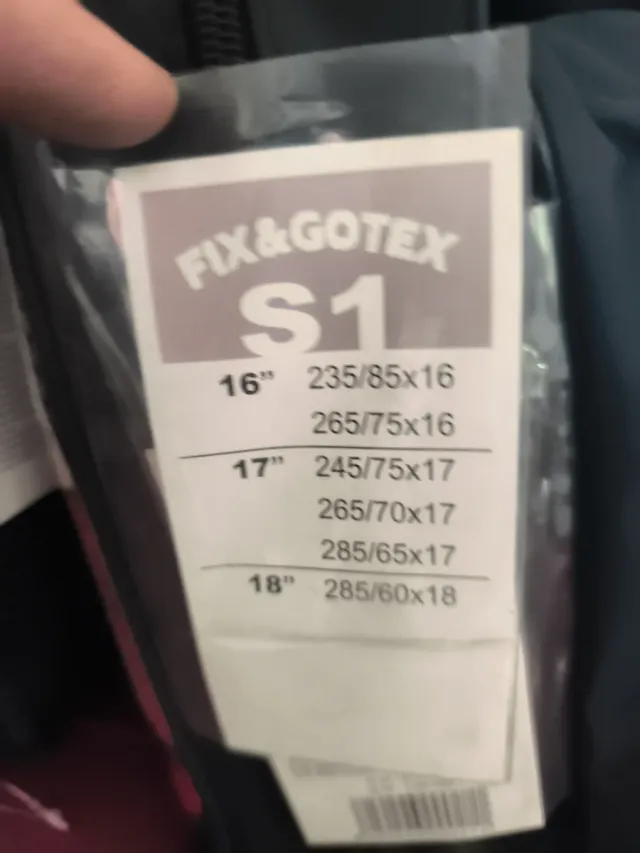 FIX&GOTEX
S1
16” 235/85x16
265/75x16
17” 245/75x17
265/70x17
285/65x17
18” 285/60x18